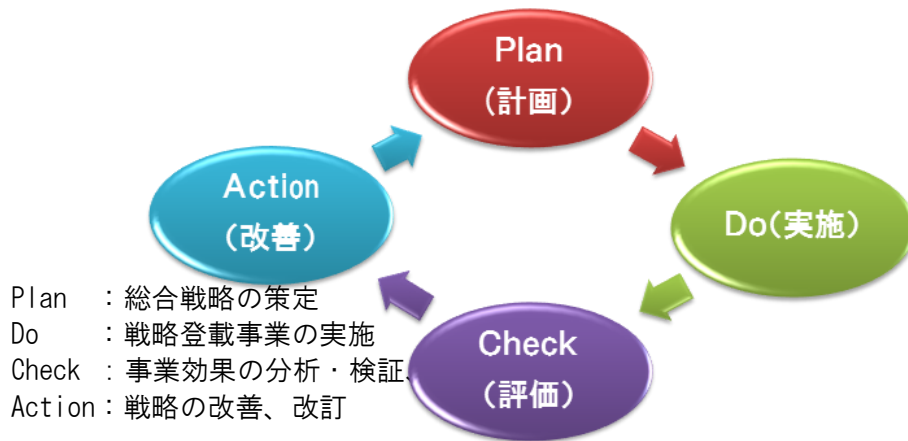 Plan
(計画)
Action
(改善)
Do(実施)
Check
(評価)
Plan ：総合戦略の策定
Do ：戦略登載事業の実施
Check ：事業効果の分析・検証、
Action：戦略の改善、改訂